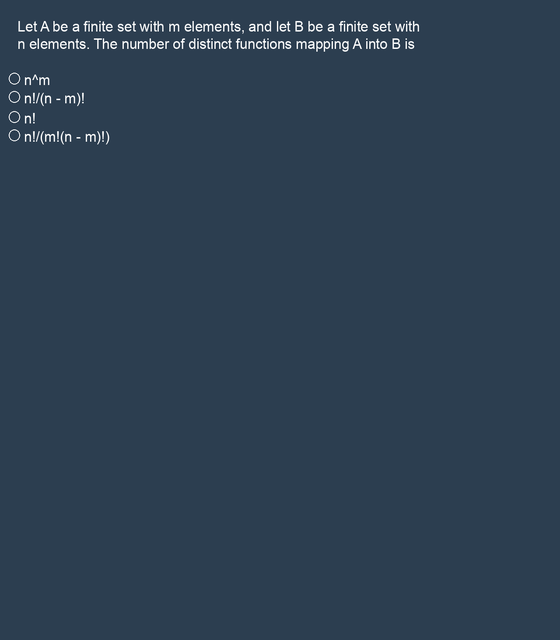 Let A be a finite set with m elements, and let B be a finite set with
n elements. The number of distinct functions mapping A into B is
n^m
n!/(n - m)!
n!
n!/(m!(n - m)!)